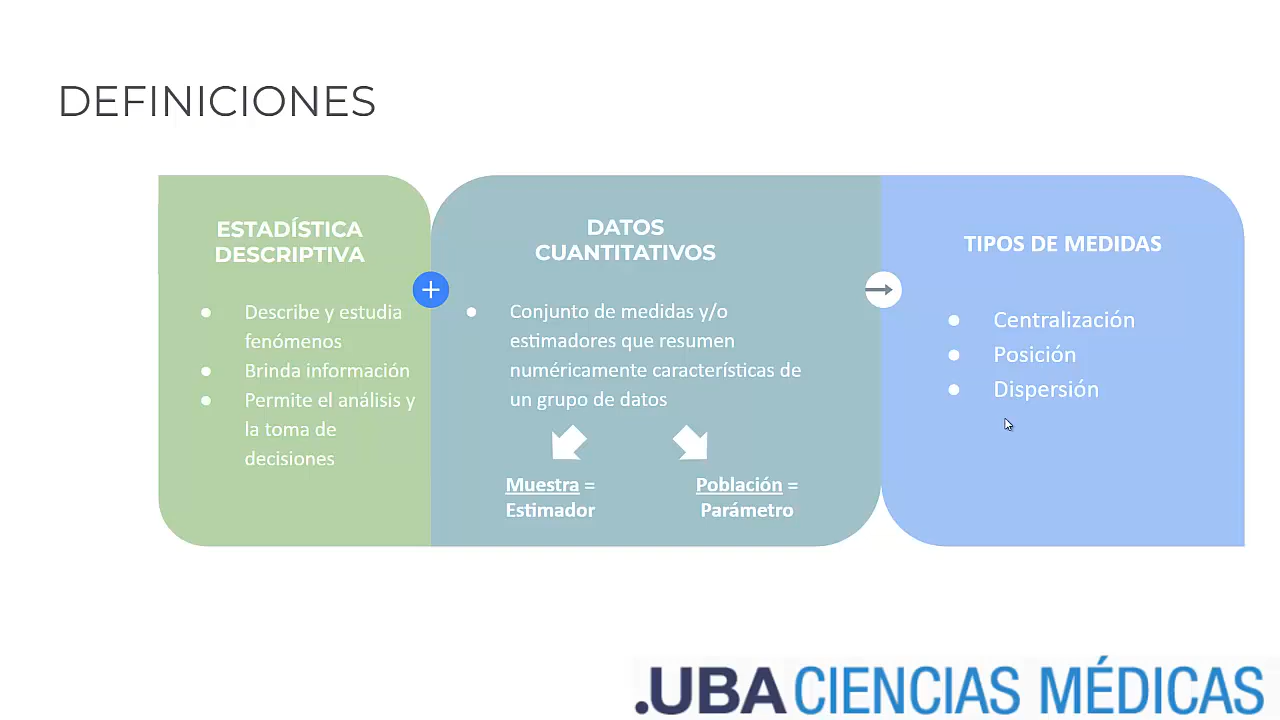 DEFINICIONES
ESTADÍSTICA
DESCRIPTIVA
● Describe y estudia
fenómenos
● Brinda información
● Permite el análisis y
la toma de
decisiones
DATOS
CUANTITATIVOS
● Conjunto de medidas y/o
estimadores que resumen
numéricamente características de
un grupo de datos
Muestra =
Estimador
Población =
Parámetro
TIPOS DE MEDIDAS
● Centralización
● Posición
● Dispersión
.UBA CIENCIAS MÉDICAS